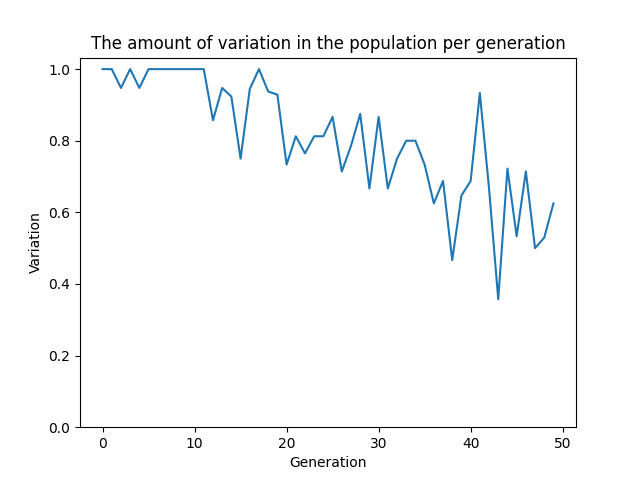 The amount of variation in the population per generation
1.0
0.8
0.6
0.4
0.2
0.0
Variation
0 10 20 30 40 50
Generation